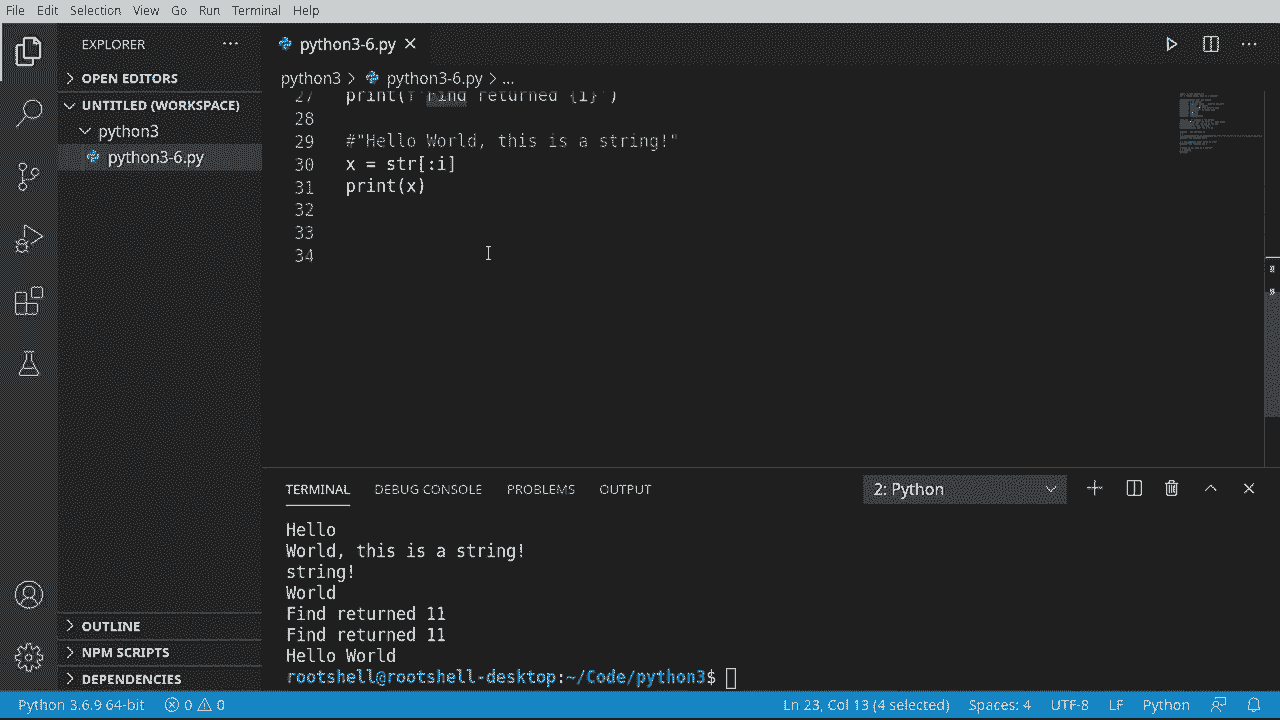 File Edit Selection View Go Run Terminal Help
EXPLORER ...
python3-6.py
OPEN EDITORS
python3 > python3-6.py > ...
UNTITLED (WORKSPACE)
python3
python3-6.py
27 print(f'Find returned {i}')
28
29 #"Hello World, this is a string!"
30 x = str[:i]
31 print(x)
32
33
34
TERMINAL DEBUG CONSOLE PROBLEMS OUTPUT 2: Python
Hello
World, this is a string!
string!
World
Find returned 11
Find returned 11
Hello World
rootshell@rootshell-desktop:~/Code/python3$
OUTLINE
NPM SCRIPTS
DEPENDENCIES
Python 3.6.9 64-bit 0 0 Ln 23, Col 13 (4 selected) Spaces: 4 UTF-8 LF Python